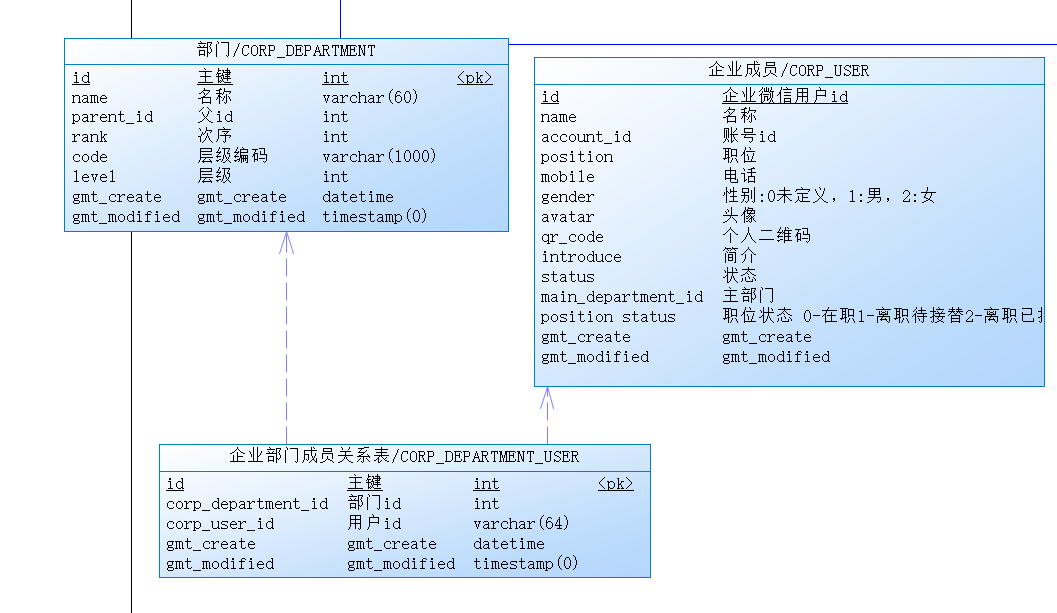 部门/CORP_DEPARTMENT
id 主键 int <pk>
name 名称 varchar(60)
parent_id 父id int
rank 次序 int
code 层级编码 varchar(1000)
level 层级 int
gmt_create gmt_create datetime
gmt_modified gmt_modified timestamp(0)
企业成员/CORP_USER
id 企业微信用户id
name 名称
account_id 账号id
position 职位
mobile 电话
gender 性别:0未定义，1:男，2:女
avatar 头像
qr_code 个人二维码
introduce 简介
status 状态
main_department_id 主部门
position status 职位状态 0-在职1-离职待接替2-离职已
gmt_create gmt_create
gmt_modified gmt_modified
企业部门成员关系表/CORP_DEPARTMENT_USER
id 主键 int <pk>
corp_department_id 部门id int
corp_user_id 用户id varchar(64)
gmt_create gmt_create datetime
gmt_modified gmt_modified timestamp(0)